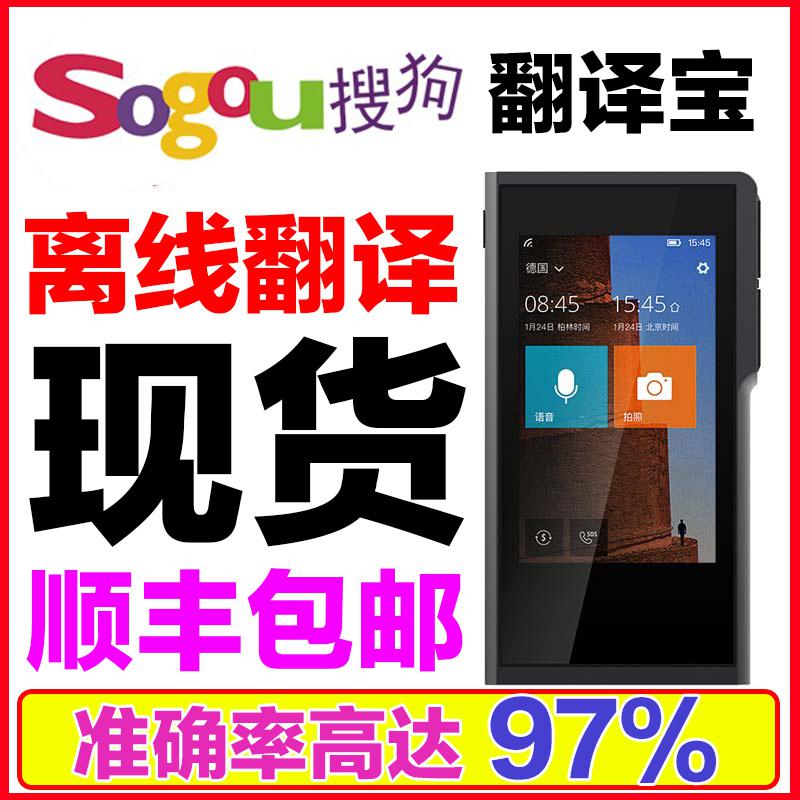 Sogou搜狗 翻译宝
离线翻译
现货
顺丰包邮
15:45
德国
08:45 15:45
1月24日 柏林时间 1月24日 北京时间
语音 拍照
$ SOS
准确率高达 97%